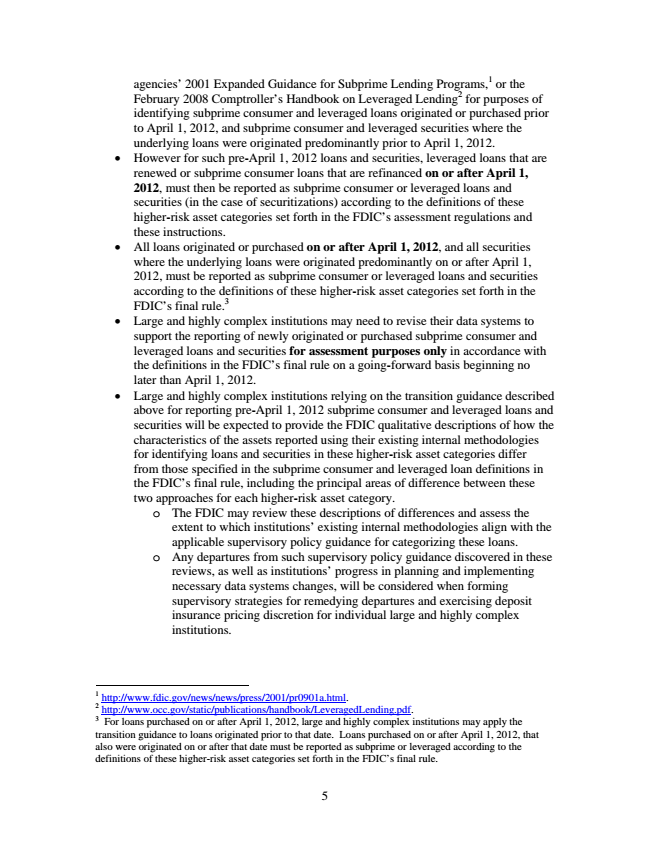 agencies’ 2001 Expanded Guidance for Subprime Lending Programs,1 or the
February 2008 Comptroller’s Handbook on Leveraged Lending2 for purposes of
identifying subprime consumer and leveraged loans originated or purchased prior
to April 1, 2012, and subprime consumer and leveraged securities where the
underlying loans were originated predominantly prior to April 1, 2012.
• However for such pre-April 1, 2012 loans and securities, leveraged loans that are
renewed or subprime consumer loans that are refinanced on or after April 1,
2012, must then be reported as subprime consumer or leveraged loans and
securities (in the case of securitizations) according to the definitions of these
higher-risk asset categories set forth in the FDIC’s assessment regulations and
these instructions.
• All loans originated or purchased on or after April 1, 2012, and all securities
where the underlying loans were originated predominantly on or after April 1,
2012, must be reported as subprime consumer or leveraged loans and securities
according to the definitions of these higher-risk asset categories set forth in the
FDIC’s final rule.3
• Large and highly complex institutions may need to revise their data systems to
support the reporting of newly originated or purchased subprime consumer and
leveraged loans and securities for assessment purposes only in accordance with
the definitions in the FDIC’s final rule on a going-forward basis beginning no
later than April 1, 2012.
• Large and highly complex institutions relying on the transition guidance described
above for reporting pre-April 1, 2012 subprime consumer and leveraged loans and
securities will be expected to provide the FDIC qualitative descriptions of how the
characteristics of the assets reported using their existing internal methodologies
for identifying loans and securities in these higher-risk asset categories differ
from those specified in the subprime consumer and leveraged loan definitions in
the FDIC’s final rule, including the principal areas of difference between these
two approaches for each higher-risk asset category.
o The FDIC may review these descriptions of differences and assess the
extent to which institutions’ existing internal methodologies align with the
applicable supervisory policy guidance for categorizing these loans.
o Any departures from such supervisory policy guidance discovered in these
reviews, as well as institutions’ progress in planning and implementing
necessary data systems changes, will be considered when forming
supervisory strategies for remedying departures and exercising deposit
insurance pricing discretion for individual large and highly complex
institutions.
1 http://www.fdic.gov/news/news/press/2001/pr0901a.html.
2 http://www.occ.gov/static/publications/handbook/LeveragedLending.pdf.
3 For loans purchased on or after April 1, 2012, large and highly complex institutions may apply the
transition guidance to loans originated prior to that date. Loans purchased on or after April 1, 2012, that
also were originated on or after that date must be reported as subprime or leveraged according to the
definitions of these higher-risk asset categories set forth in the FDIC’s final rule.
5